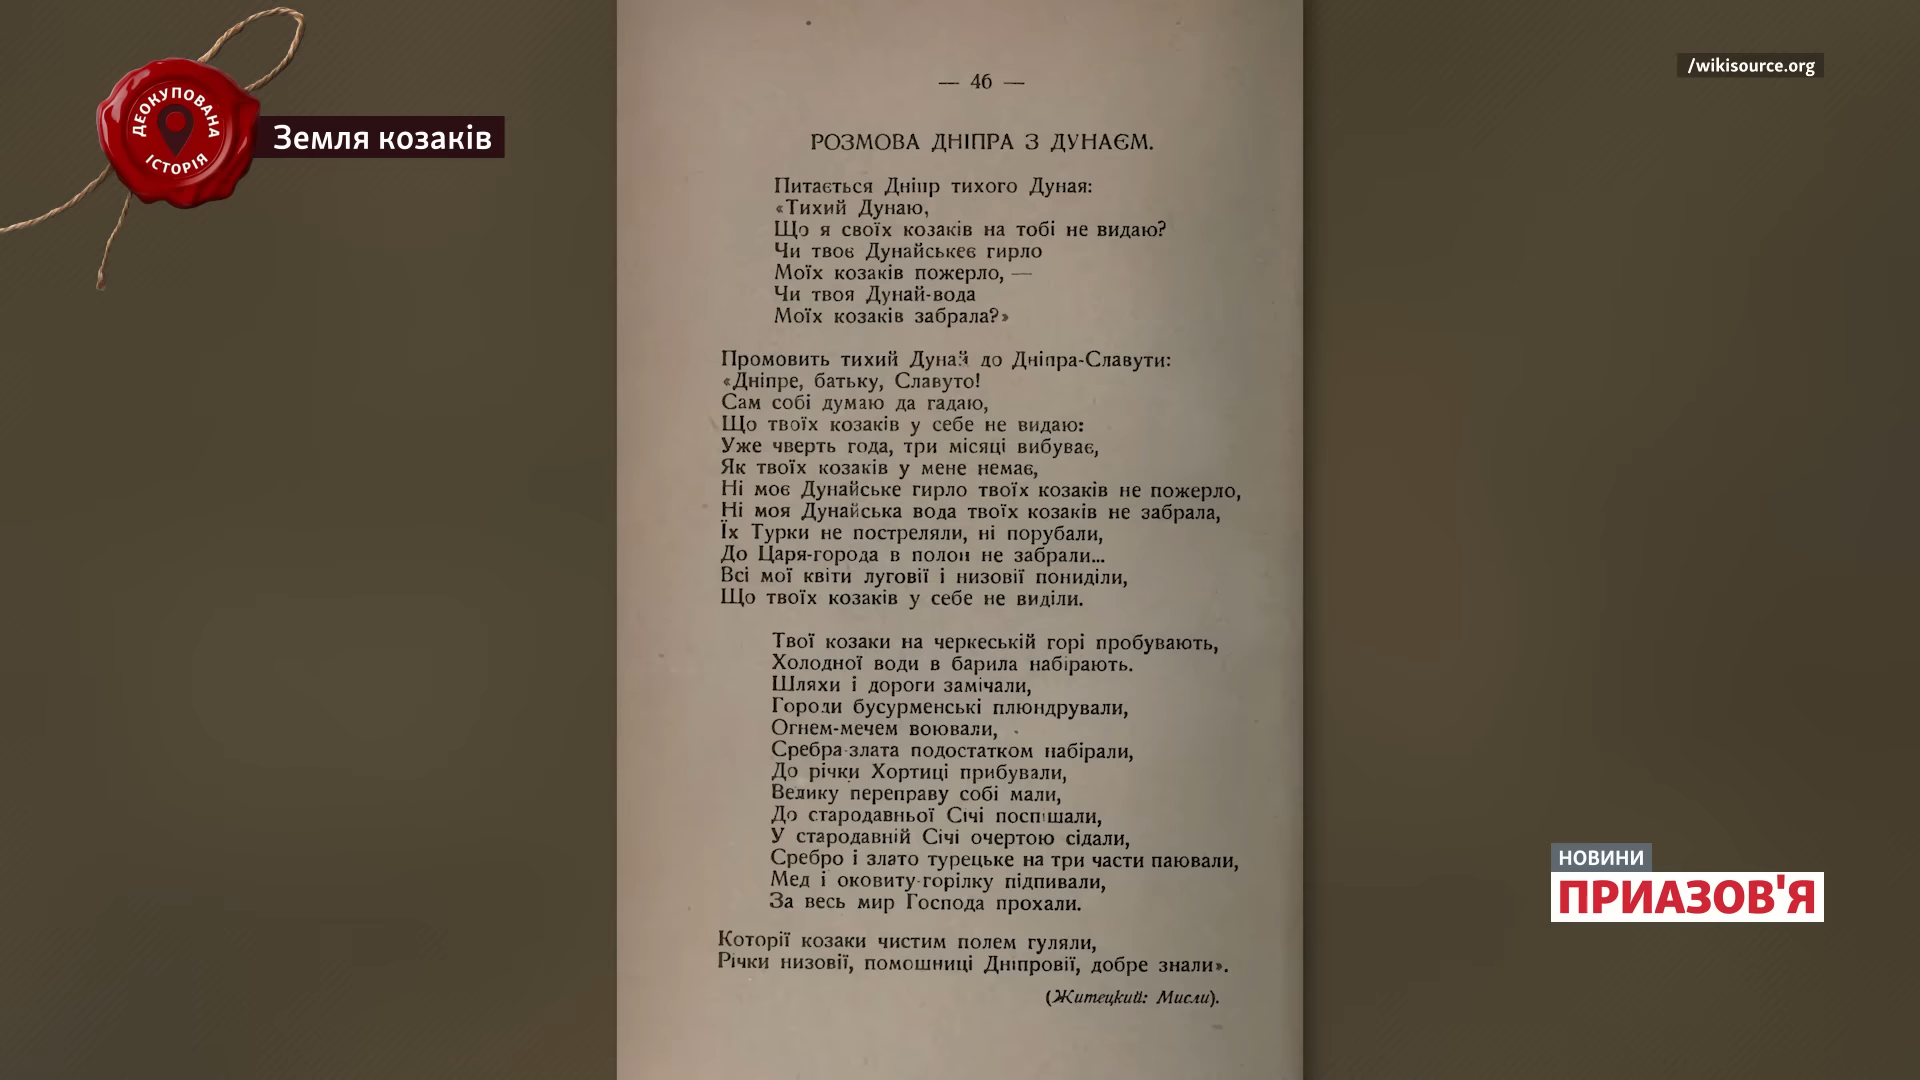 ДЕОКУПОВАНА
ІСТОРІЯ
Земля козаків
/wikisource.org
— 46 —
РОЗМОВА ДНІПРА З ДУНАЄМ.
Питається Дніпр тихого Дуная:
«Тихий Дунаю,
Що я своїх козаків на тобі не видаю?
Чи твоє Дунайськеє гирло
Моїх козаків пожерло, —
Чи твоя Дунай-вода
Моїх козаків забрала?»
Промовить тихий Дунай до Дніпра-Славути:
«Дніпре, батьку, Славуто!
Сам собі думаю да гадаю,
Що твоїх козаків у себе не видаю:
Уже чверть года, три місяці вибуває,
Як твоїх козаків у мене немає,
Ні моє Дунайське гирло твоїх козаків не пожерло,
Ні моя Дунайська вода твоїх козаків не забрала,
Їх Турки не постреляли, ні порубали,
До Царя-города в полон не забрали...
Всі мої квіти луговії і низовії пониділи,
Що твоїх козаків у себе не виділи.
Твої козаки на черкеській горі пробувають,
Холодної води в барила набірають.
Шляхи і дороги замічали,
Городи бусурменські плюндрували,
Огнем-мечем воювали,
Сребра-злата подостатком набірали,
До річки Хортиці прибували,
Велику переправу собі мали,
До стародавньої Січі поспішали,
У стародавній Січі очертою сідали,
Сребро і злато турецьке на три части паювали,
Мед і оковиту-горілку підпивали,
За весь мир Господа прохали.
Которії козаки чистим полем гуляли,
Річки низовії, помошниці Дніпровії, добре знали».
(Житецкий: Мисли).
НОВИНИ
ПРИАЗОВ'Я